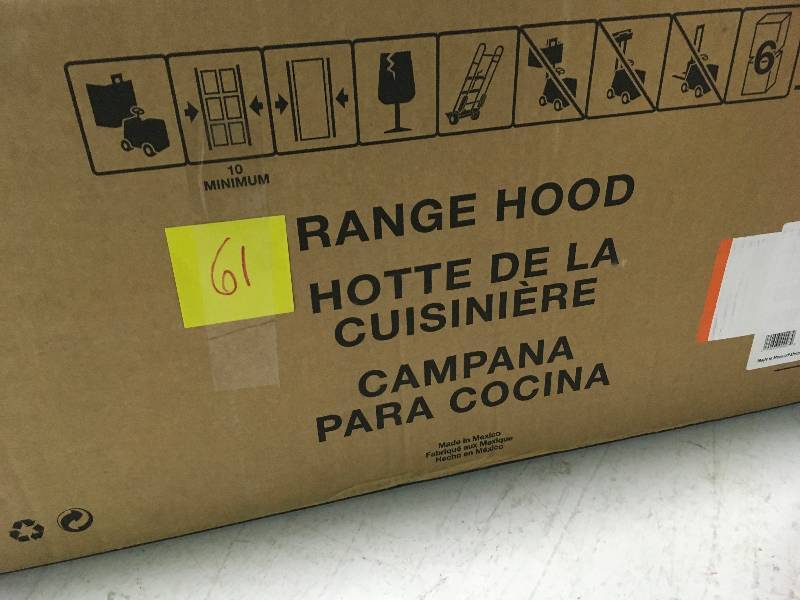 6
10
MINIMUM
61
RANGE HOOD
HOTTE DE LA
CUISINIÈRE
CAMPANA
PARA COCINA
Made in Mexico
Fabriqué aux Mexique
Hecho en México